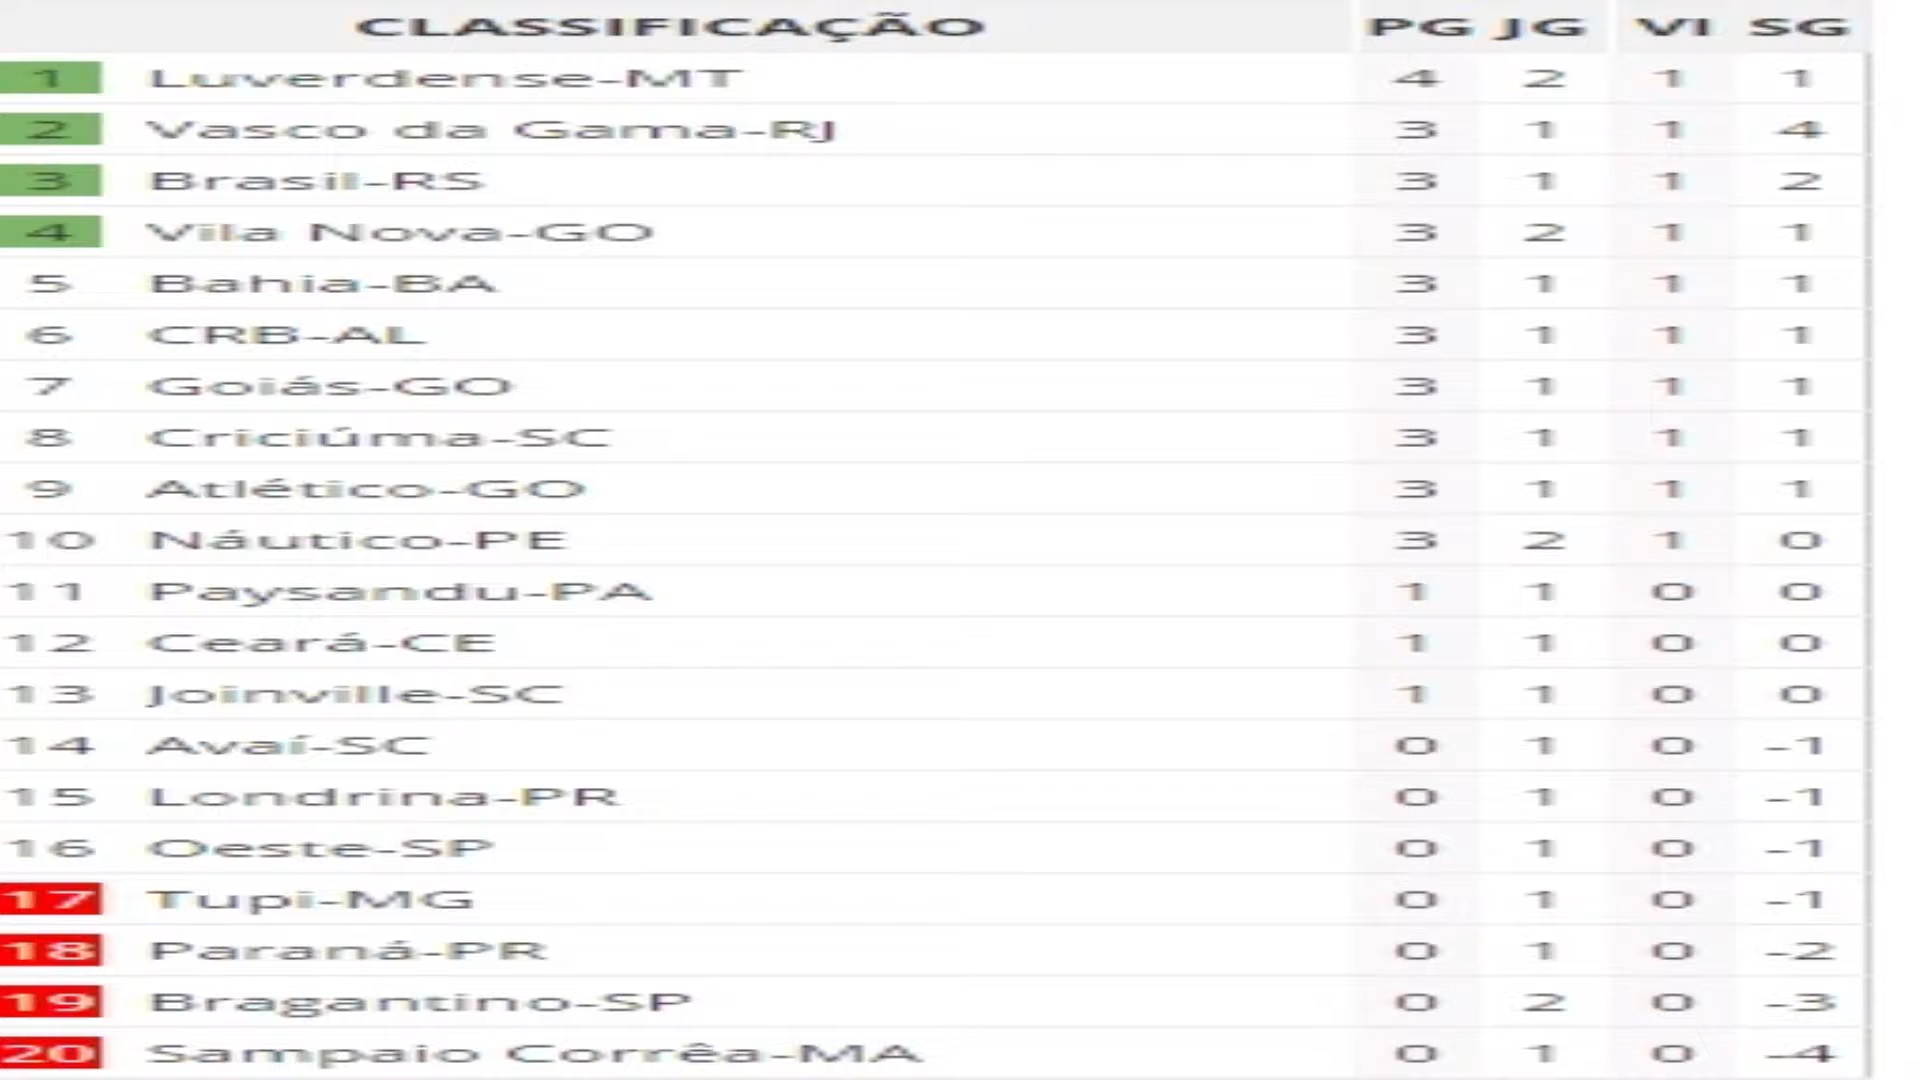 CLASSIFICAÇÃO PG JG VI SG
1 Luverdense-MT 4 2 1 1
2 Vasco da Gama-RJ 3 1 1 4
3 Brasil-RS 3 1 1 2
4 Vila Nova-GO 3 2 1 1
5 Bahia-BA 3 1 1 1
6 CRB-AL 3 1 1 1
7 Goiás-GO 3 1 1 1
8 Criciúma-SC 3 1 1 1
9 Atlético-GO 3 1 1 1
10 Náutico-PE 3 2 1 0
11 Paysandu-PA 1 1 0 0
12 Ceará-CE 1 1 0 0
13 Joinville-SC 1 1 0 0
14 Avaí-SC 0 1 0 -1
15 Londrina-PR 0 1 0 -1
16 Oeste-SP 0 1 0 -1
17 Tupi-MG 0 1 0 -1
18 Paraná-PR 0 1 0 -2
19 Bragantino-SP 0 2 0 -3
20 Sampaio Corrêa-MA 0 1 0 -4